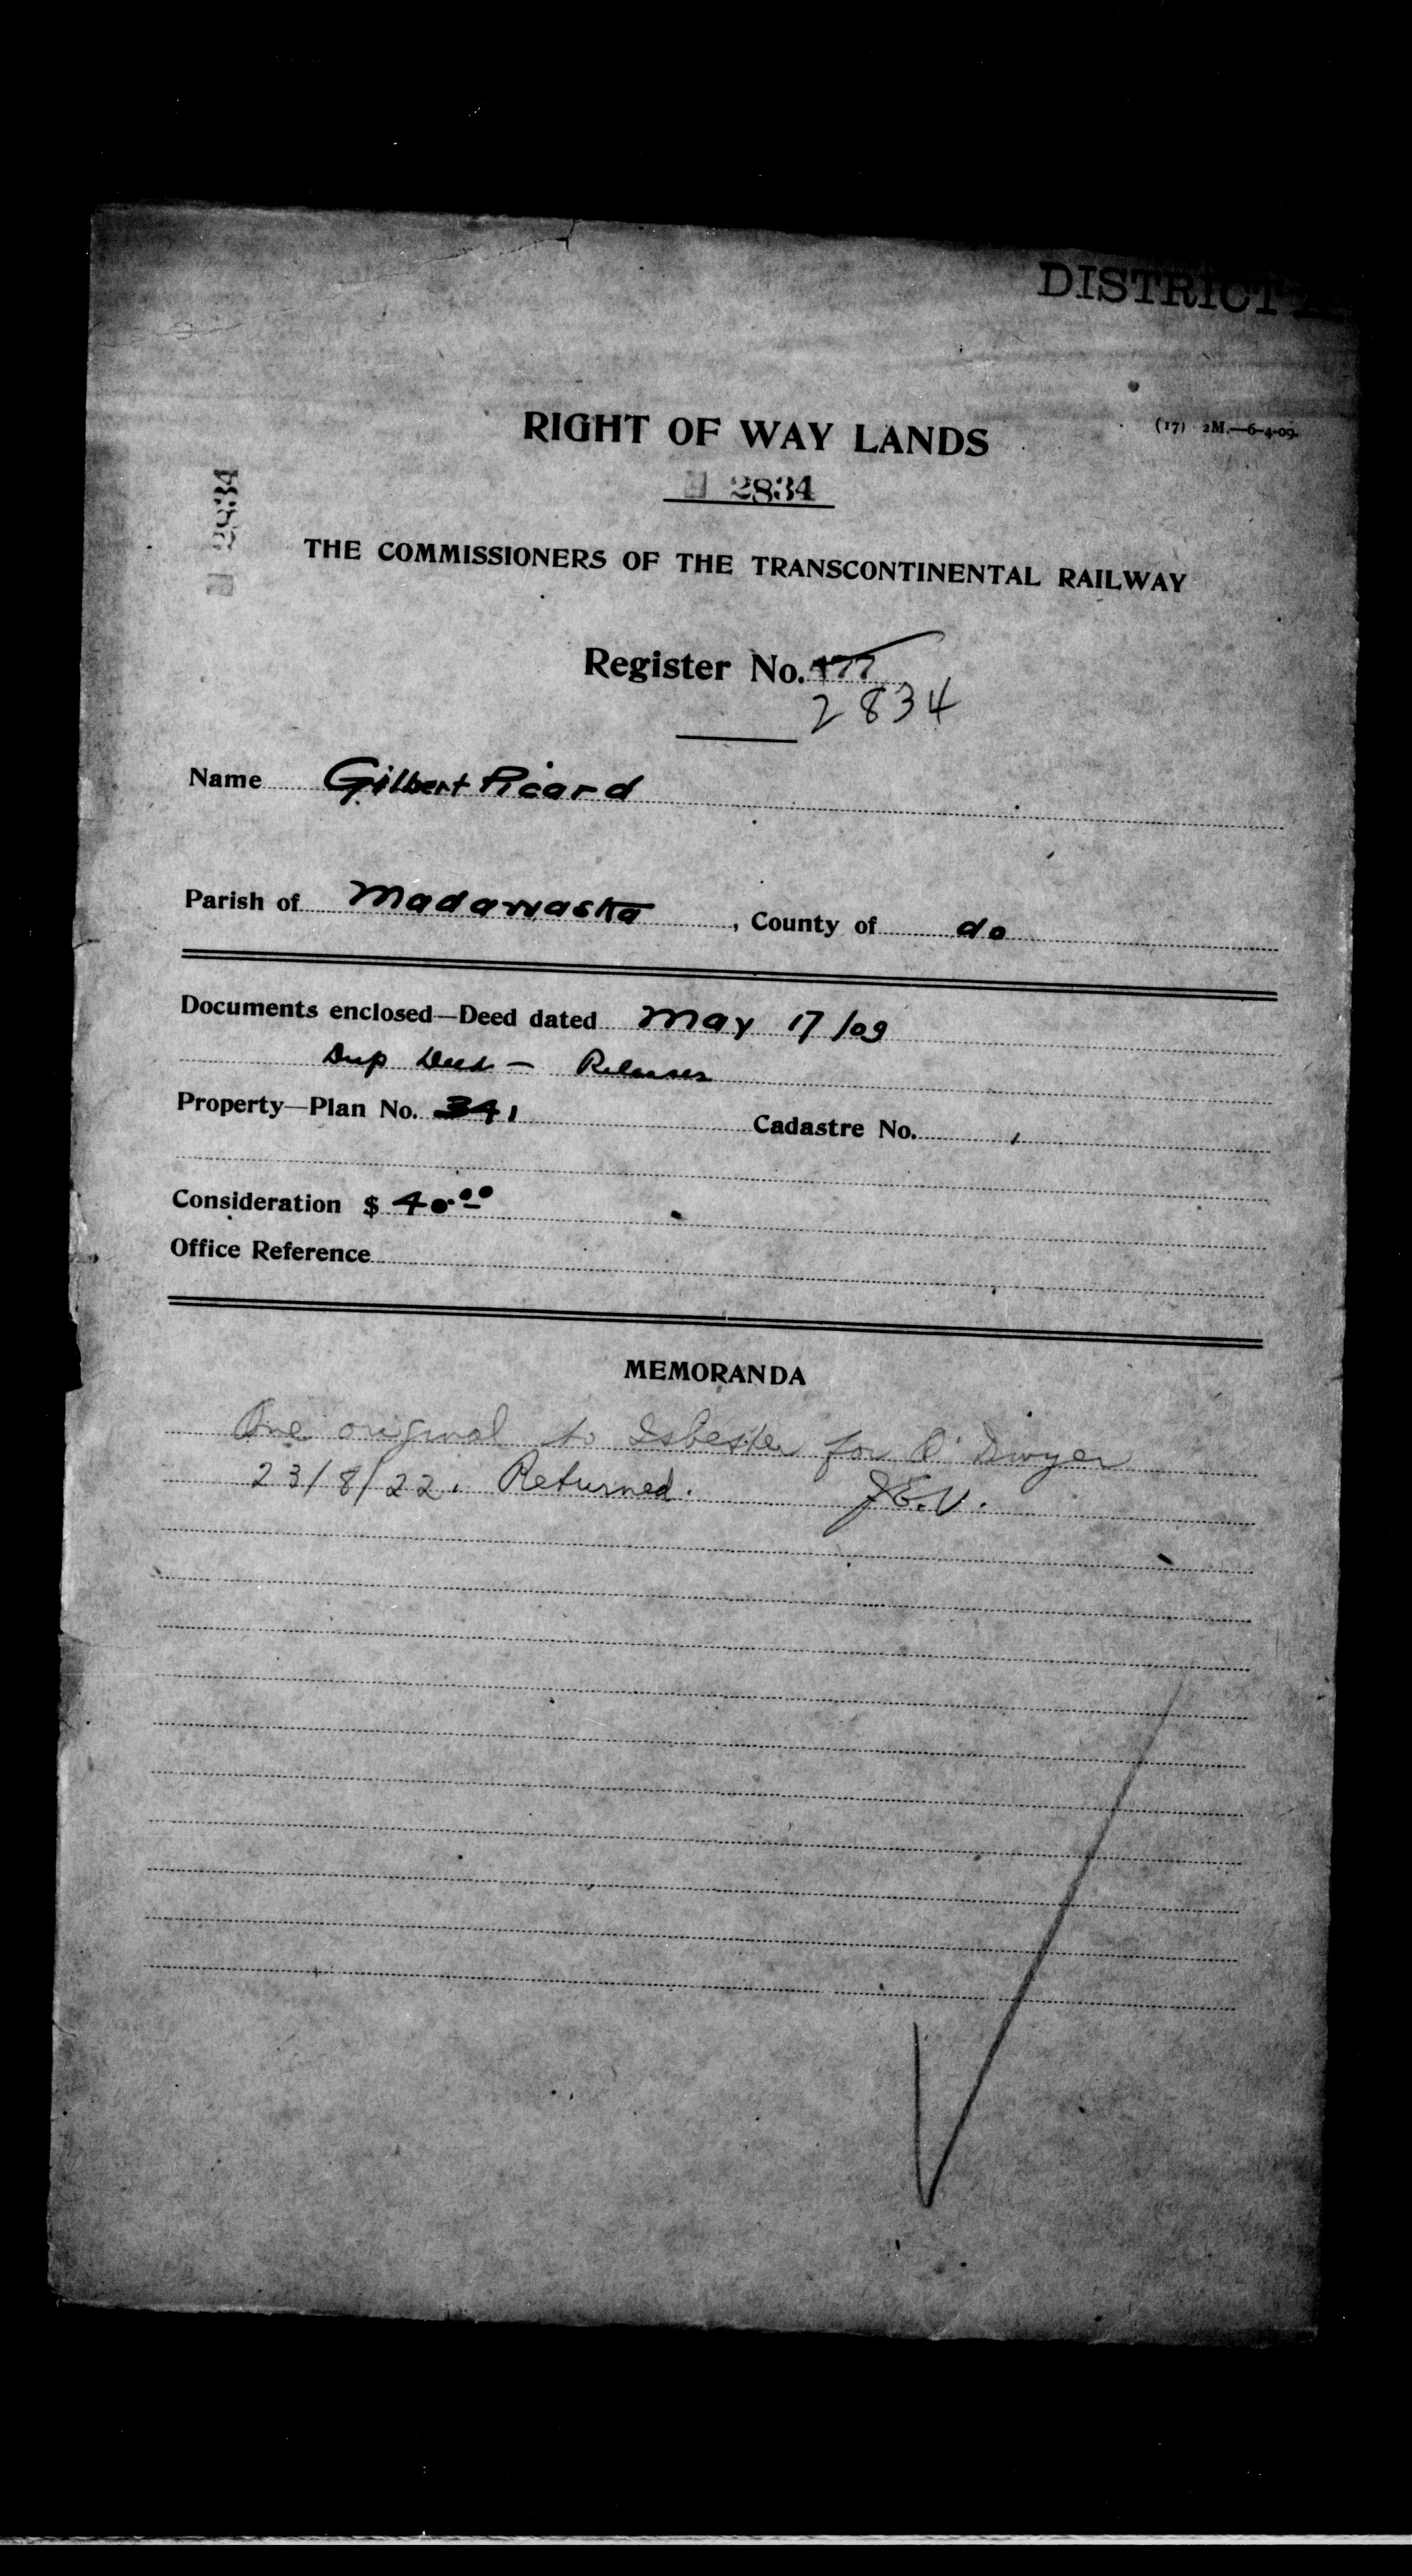 DISTRICT
RIGHT OF WAY LANDS
(17) 2M.—6-4-09.
2834
2834
THE COMMISSIONERS OF THE TRANSCONTINENTAL RAILWAY
Register No. 177
2834
Name Gilbert Picard
Parish of Madawaska, County of do
Documents enclosed—Deed dated May 17/09
Dup Deed — Releases
Property—Plan No. 341 Cadastre No.
Consideration $ 40.00
Office Reference
MEMORANDA
One original to Isbester for O'Dwyer
23/8/22. Returned. J.E.V.